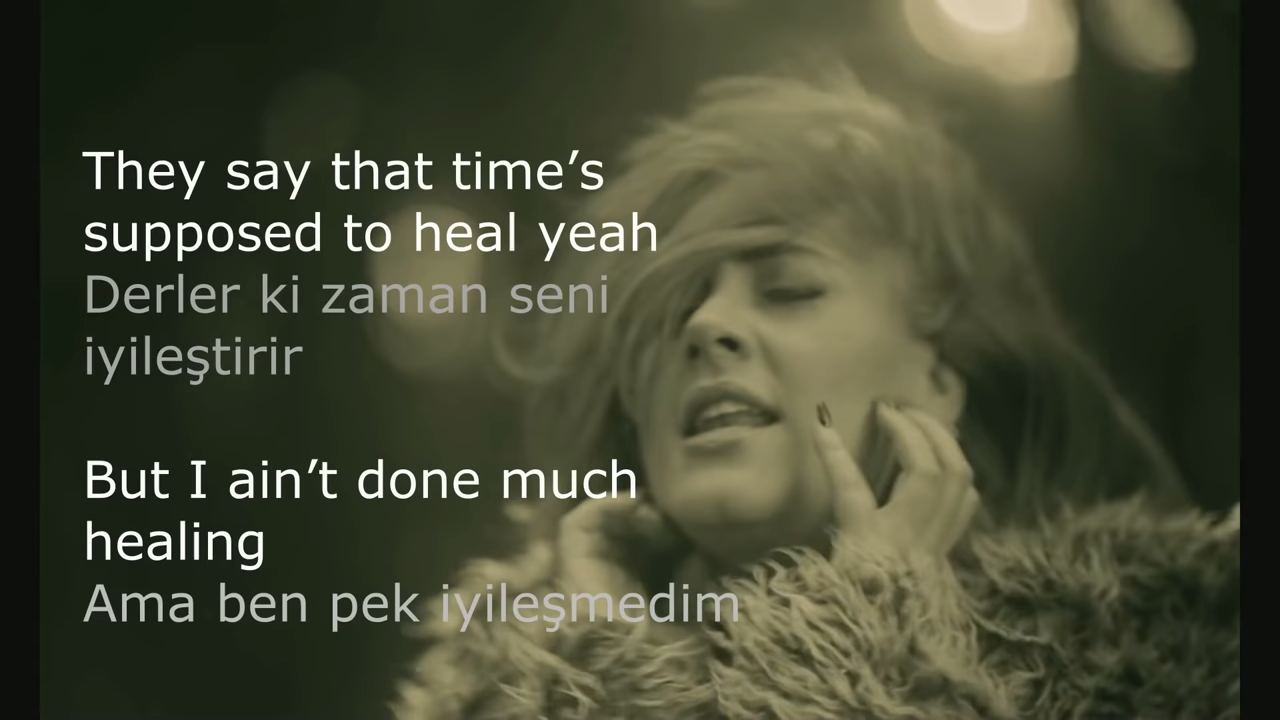 They say that time’s
supposed to heal yeah
Derler ki zaman seni
iyileştirir
But I ain’t done much
healing
Ama ben pek iyileşmedim